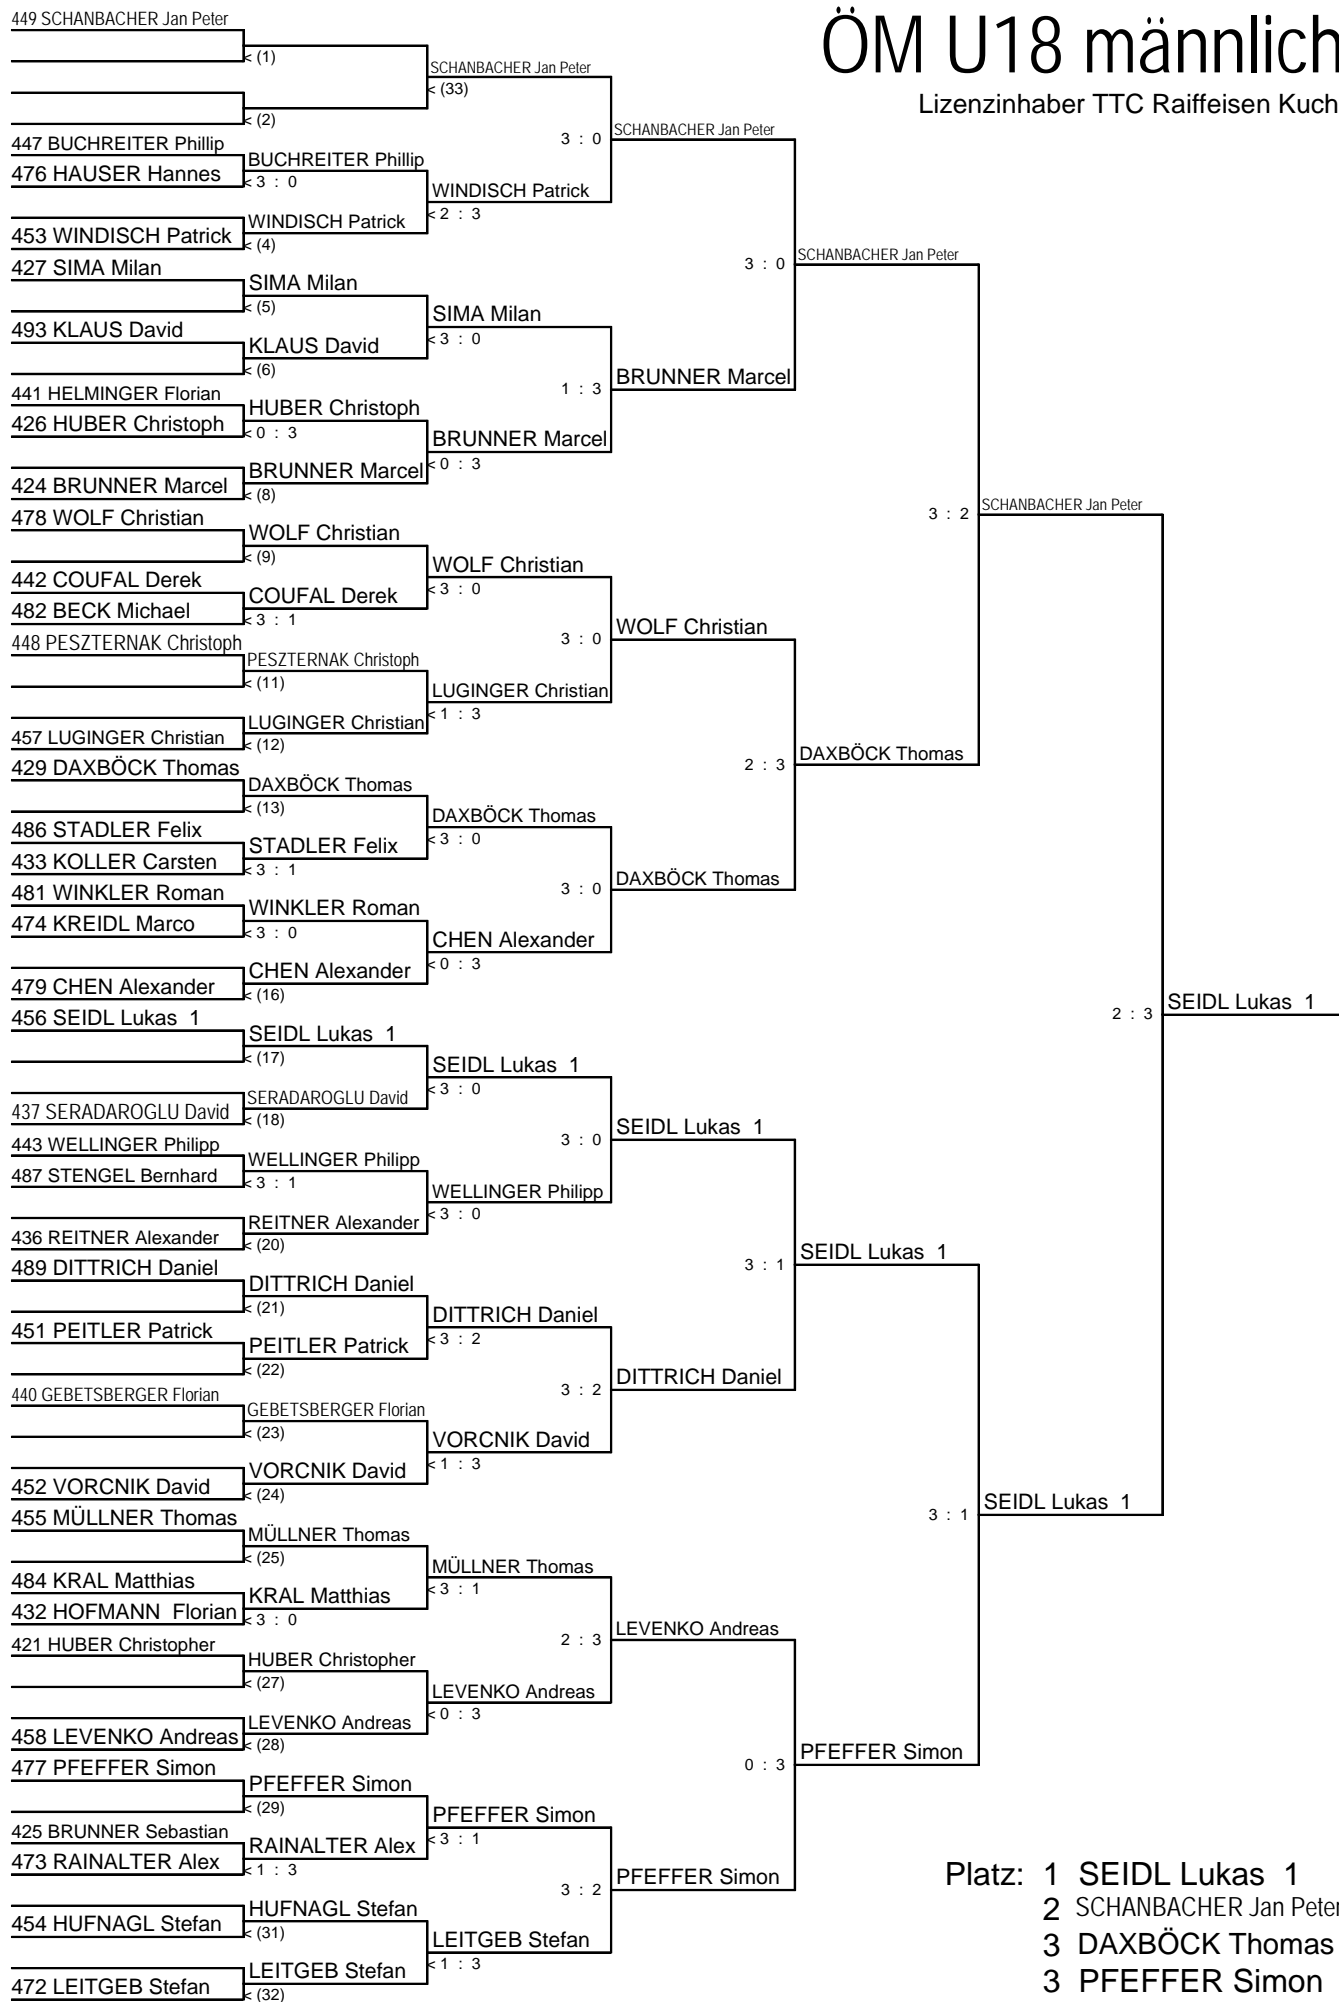 ÖM U18 männlich
Lizenzinhaber TTC Raiffeisen Kuchl
449 SCHANBACHER Jan Peter
< (1)
SCHANBACHER Jan Peter
< (33)
< (2)
3 : 0
SCHANBACHER Jan Peter
447 BUCHREITER Phillip
BUCHREITER Phillip
476 HAUSER Hannes
< 3 : 0
WINDISCH Patrick
< 2 : 3
WINDISCH Patrick
453 WINDISCH Patrick
< (4)
3 : 0
SCHANBACHER Jan Peter
427 SIMA Milan
SIMA Milan
< (5)
SIMA Milan
493 KLAUS David
< 3 : 0
KLAUS David
< (6)
1 : 3
BRUNNER Marcel
441 HELMINGER Florian
HUBER Christoph
426 HUBER Christoph
< 0 : 3
BRUNNER Marcel
< 0 : 3
BRUNNER Marcel
424 BRUNNER Marcel
< (8)
3 : 2
SCHANBACHER Jan Peter
478 WOLF Christian
WOLF Christian
< (9)
WOLF Christian
442 COUFAL Derek
< 3 : 0
COUFAL Derek
482 BECK Michael
< 3 : 1
3 : 0
WOLF Christian
448 PESZTERNAK Christoph
PESZTERNAK Christoph
< (11)
LUGINGER Christian
< 1 : 3
LUGINGER Christian
457 LUGINGER Christian
< (12)
2 : 3
DAXBÖCK Thomas
429 DAXBÖCK Thomas
DAXBÖCK Thomas
< (13)
DAXBÖCK Thomas
486 STADLER Felix
< 3 : 0
STADLER Felix
433 KOLLER Carsten
< 3 : 1
3 : 0
DAXBÖCK Thomas
481 WINKLER Roman
WINKLER Roman
474 KREIDL Marco
< 3 : 0
CHEN Alexander
< 0 : 3
CHEN Alexander
479 CHEN Alexander
< (16)
2 : 3
SEIDL Lukas 1
456 SEIDL Lukas 1
SEIDL Lukas 1
< (17)
SEIDL Lukas 1
< 3 : 0
SERADAROGLU David
437 SERADAROGLU David
< (18)
3 : 0
SEIDL Lukas 1
443 WELLINGER Philipp
WELLINGER Philipp
487 STENGEL Bernhard
< 3 : 1
WELLINGER Philipp
< 3 : 0
REITNER Alexander
436 REITNER Alexander
< (20)
3 : 1
SEIDL Lukas 1
489 DITTRICH Daniel
DITTRICH Daniel
< (21)
DITTRICH Daniel
451 PEITLER Patrick
< 3 : 2
PEITLER Patrick
< (22)
3 : 2
DITTRICH Daniel
440 GEBETSBERGER Florian
GEBETSBERGER Florian
< (23)
VORCNIK David
< 1 : 3
VORCNIK David
452 VORCNIK David
< (24)
3 : 1
SEIDL Lukas 1
455 MÜLLNER Thomas
MÜLLNER Thomas
< (25)
MÜLLNER Thomas
484 KRAL Matthias
< 3 : 1
KRAL Matthias
432 HOFMANN Florian
< 3 : 0
2 : 3
LEVENKO Andreas
421 HUBER Christopher
HUBER Christopher
< (27)
LEVENKO Andreas
< 0 : 3
LEVENKO Andreas
458 LEVENKO Andreas
< (28)
0 : 3
PFEFFER Simon
477 PFEFFER Simon
PFEFFER Simon
< (29)
PFEFFER Simon
425 BRUNNER Sebastian
< 3 : 1
RAINALTER Alex
473 RAINALTER Alex
< 1 : 3
3 : 2
PFEFFER Simon
HUFNAGL Stefan
454 HUFNAGL Stefan
< (31)
LEITGEB Stefan
< 1 : 3
LEITGEB Stefan
472 LEITGEB Stefan
< (32)
Platz: 1 SEIDL Lukas 1
2 SCHANBACHER Jan Peter
3 DAXBÖCK Thomas
3 PFEFFER Simon